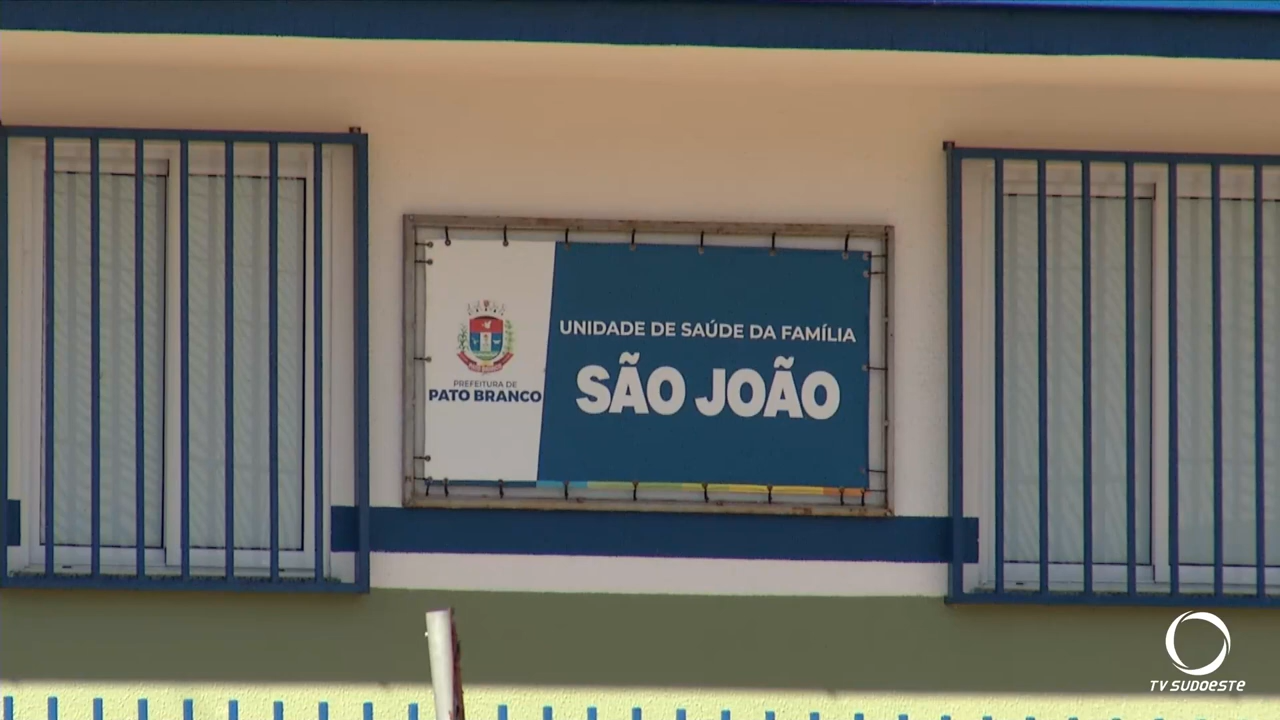 UNIDADE DE SAÚDE DA FAMÍLIA
SÃO JOÃO
PREFEITURA DE
PATO BRANCO
TV SUDOESTE